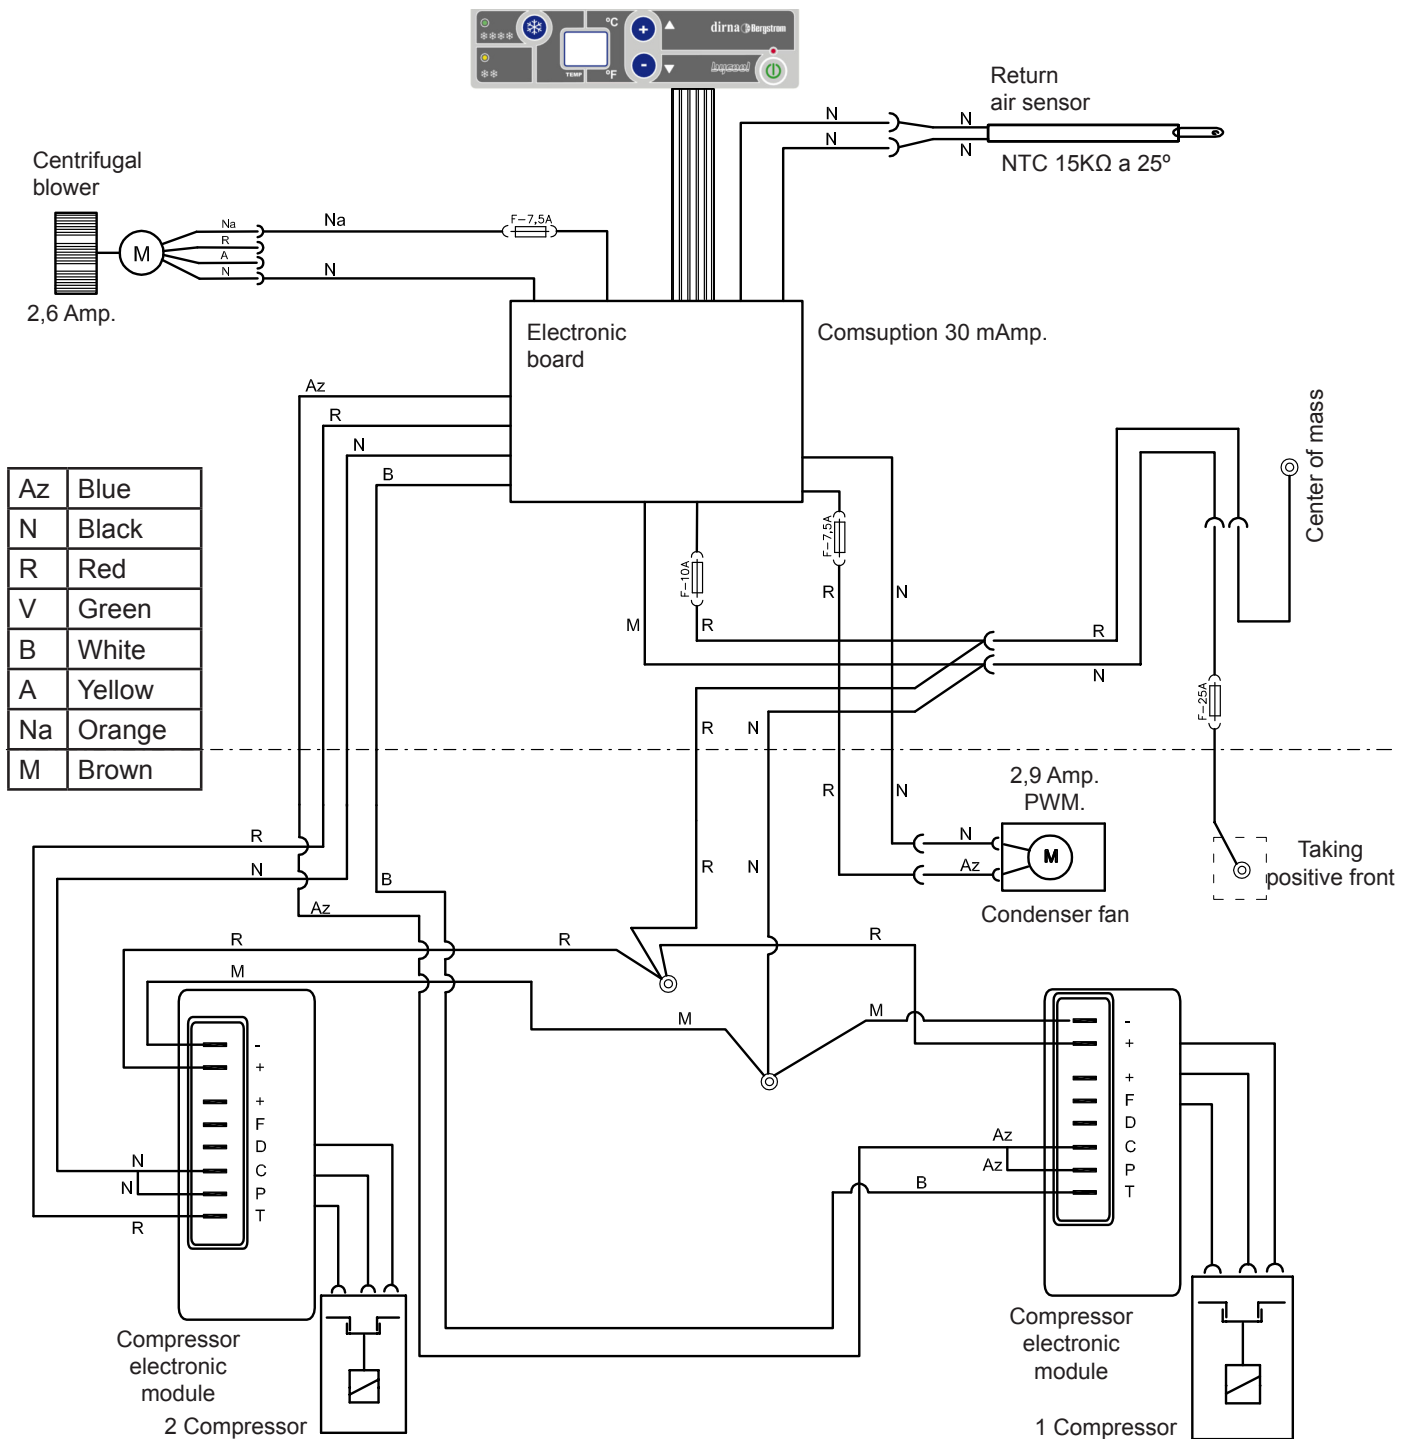 °C
dirna Bergstrom
TEMP
°F
bycool
Return
air sensor
N
N
N
N
NTC 15KΩ a 25º
Centrifugal
blower
Na
R
A
N
Na
N
F-7,5A
M
2,6 Amp.
Electronic
board
Comsuption 30 mAmp.
Az
R
N
B
Az Blue
N Black
R Red
V Green
B White
A Yellow
Na Orange
M Brown
Center of mass
F-7,5A
F-10A
R
N
M
R
R
N
F-25A
R
N
R
N
2,9 Amp.
PWM.
N
Az
M
Condenser fan
Taking
positive front
R
N
B
Az
R
N
R
R
R
M
M
M
-
+
+
F
D
C
P
T
N
N
R
-
+
+
F
D
C
P
T
Az
Az
B
Compressor
electronic
module
2 Compressor
Compressor
electronic
module
1 Compressor